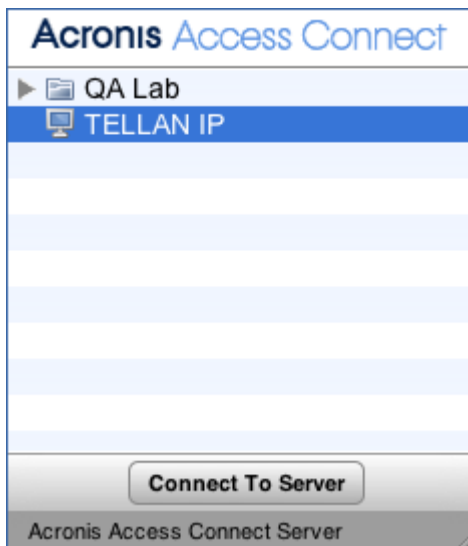 Acronis Access Connect
QA Lab
TELLAN IP
Connect To Server
Acronis Access Connect Server